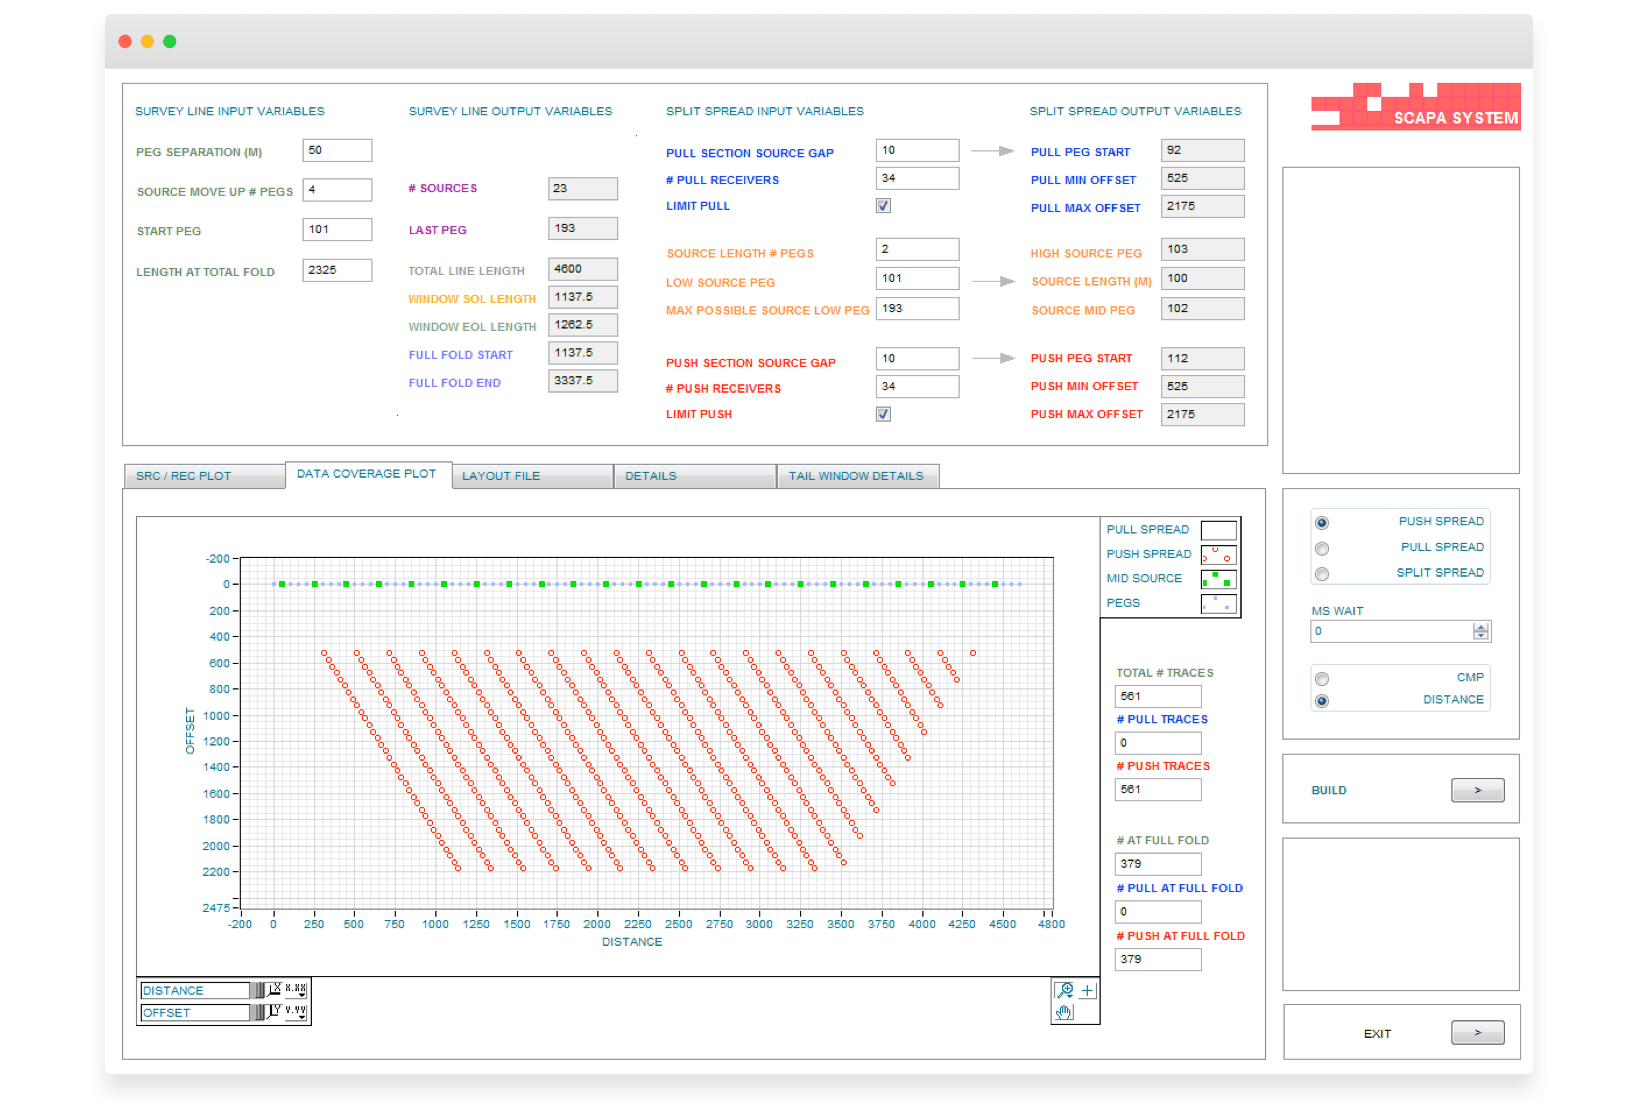 SURVEY LINE INPUT VARIABLES
PEG SEPARATION (M) 50
SOURCE MOVE UP # PEGS 4
START PEG 101
LENGTH AT TOTAL FOLD 2325
SURVEY LINE OUTPUT VARIABLES
# SOURCES 23
LAST PEG 193
TOTAL LINE LENGTH 4600
WINDOW SOL LENGTH 1137.5
WINDOW EOL LENGTH 1262.5
FULL FOLD START 1137.5
FULL FOLD END 3337.5
SPLIT SPREAD INPUT VARIABLES
PULL SECTION SOURCE GAP 10
# PULL RECEIVERS 34
LIMIT PULL
SOURCE LENGTH # PEGS 2
LOW SOURCE PEG 101
MAX POSSIBLE SOURCE LOW PEG 193
PUSH SECTION SOURCE GAP 10
# PUSH RECEIVERS 34
LIMIT PUSH
SPLIT SPREAD OUTPUT VARIABLES
PULL PEG START 92
PULL MIN OFFSET 525
PULL MAX OFFSET 2175
HIGH SOURCE PEG 103
SOURCE LENGTH (M) 100
SOURCE MID PEG 102
PUSH PEG START 112
PUSH MIN OFFSET 525
PUSH MAX OFFSET 2175
SCAPA SYSTEM
SRC / REC PLOT DATA COVERAGE PLOT LAYOUT FILE DETAILS TAIL WINDOW DETAILS
OFFSET
-200
0
200
400
600
800
1000
1200
1400
1600
1800
2000
2200
2475
-200 0 250 500 750 1000 1250 1500 1750 2000 2250 2500 2750 3000 3250 3500 3750 4000 4250 4500 4800
DISTANCE
PULL SPREAD
PUSH SPREAD
MID SOURCE
PEGS
TOTAL # TRACES
561
# PULL TRACES
0
# PUSH TRACES
561
# AT FULL FOLD
379
# PULL AT FULL FOLD
0
# PUSH AT FULL FOLD
379
DISTANCE X X.XX
OFFSET Y Y.YY
PUSH SPREAD
PULL SPREAD
SPLIT SPREAD
MS WAIT
0
CMP
DISTANCE
BUILD >
EXIT >